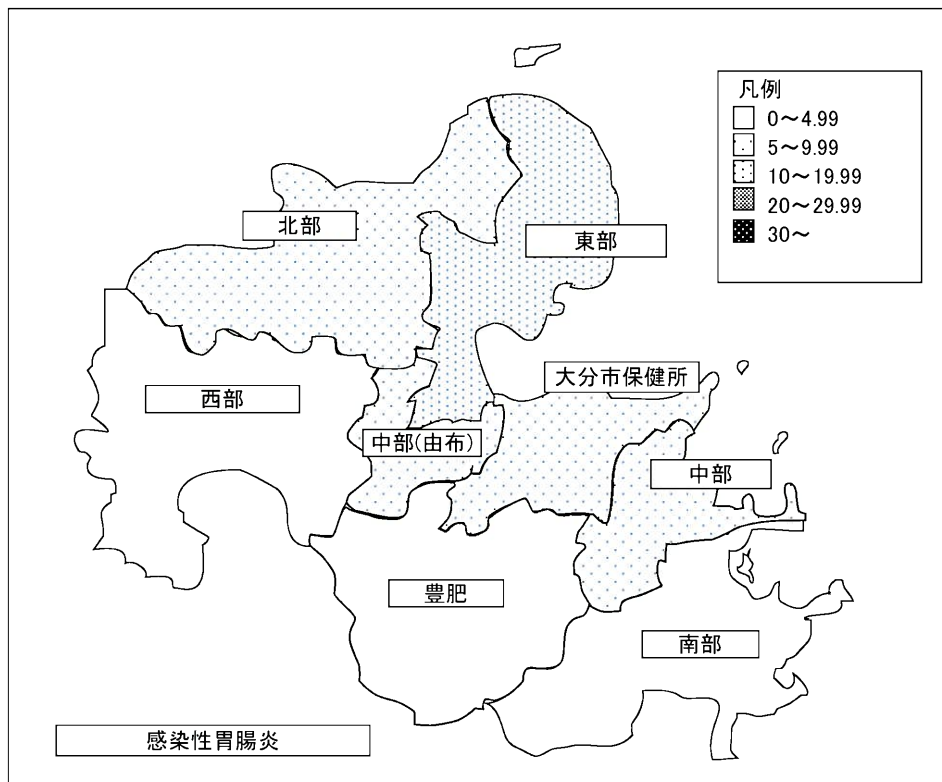 凡例
0～4.99
5～9.99
10～19.99
20～29.99
30～
北部
東部
大分市保健所
西部
中部(由布)
中部
豊肥
南部
感染性胃腸炎